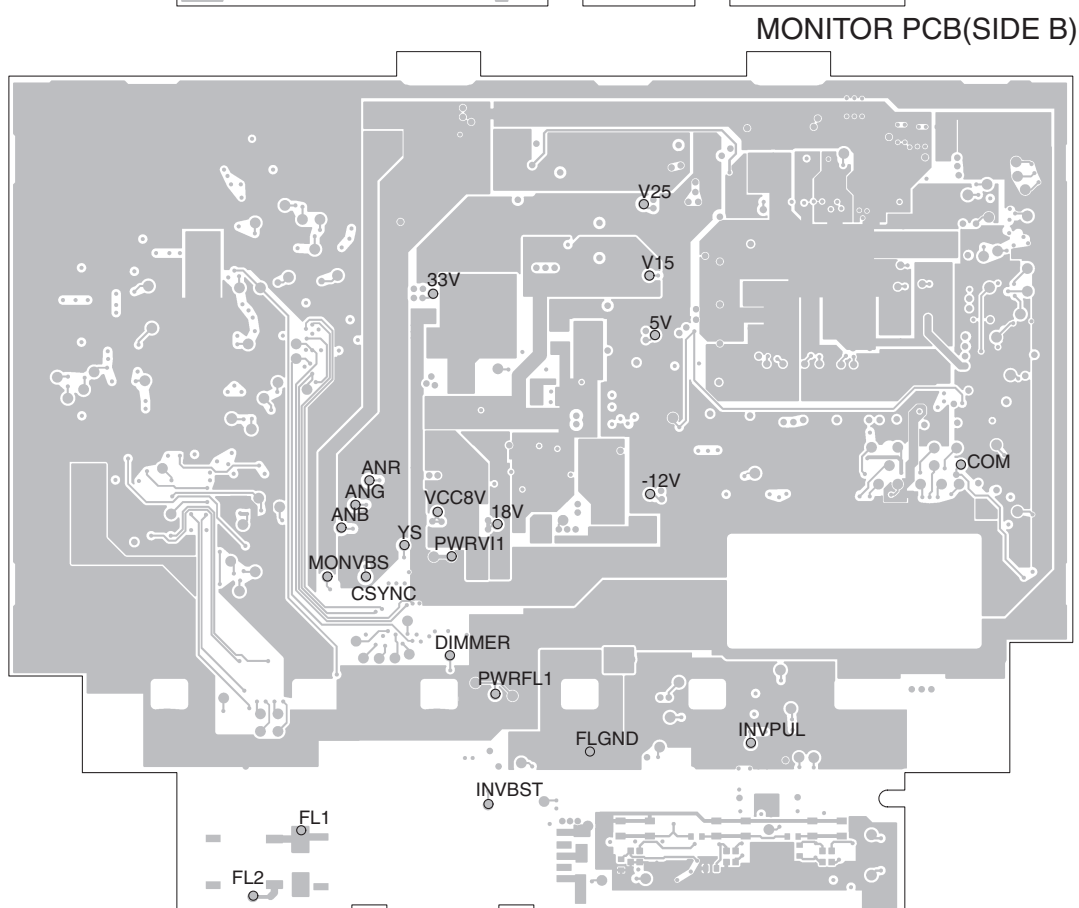 MONITOR PCB(SIDE B)
V25
V15
33V
5V
ANR
COM
ANG
-12V
VCC8V
ANB
18V
YS
PWRVI1
MONVBS
CSYNC
DIMMER
PWRFL1
INVPUL
FLGND
INVBST
FL1
FL2